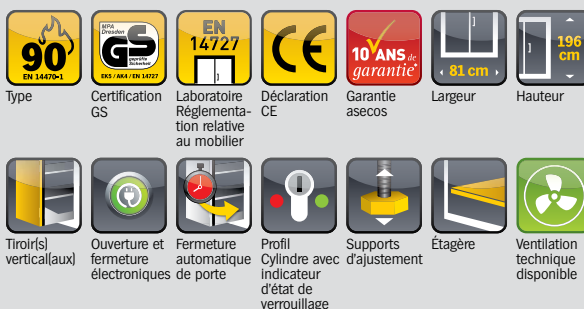 90
EN 14470-1
Type
MPA
Dresden
GS
geprüfte
Sicherheit
EK5 / AK4 / EN 14727
Certification
GS
EN
14727
Laboratoire
Réglementa-
tion relative
au mobilier
CE
Déclaration
CE
10 ANS de
garantie*
Garantie
asecos
81 cm
Largeur
196
cm
Hauteur
Tiroir(s)
vertical(aux)
Ouverture et
fermeture
électroniques
Fermeture
automatique
de porte
Profil
Cylindre avec
indicateur
d'état de
verrouillage
Supports
d'ajustement
Étagère
Ventilation
technique
disponible